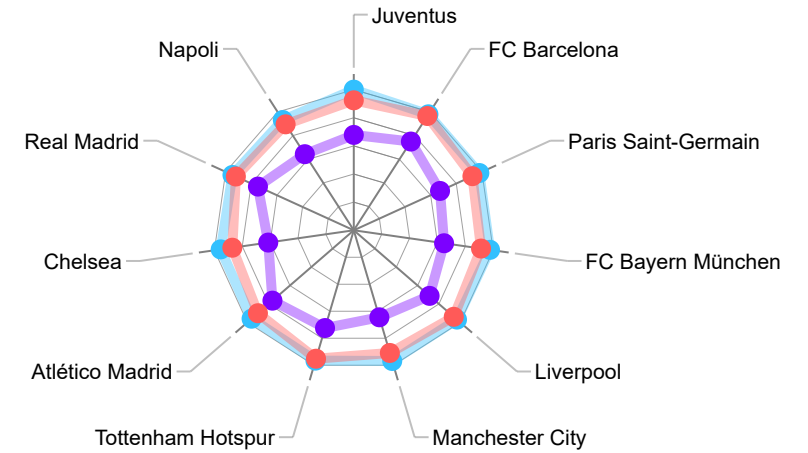 Juventus
Napoli
FC Barcelona
Real Madrid
Paris Saint-Germain
Chelsea
FC Bayern München
Atlético Madrid
Liverpool
Tottenham Hotspur
Manchester City